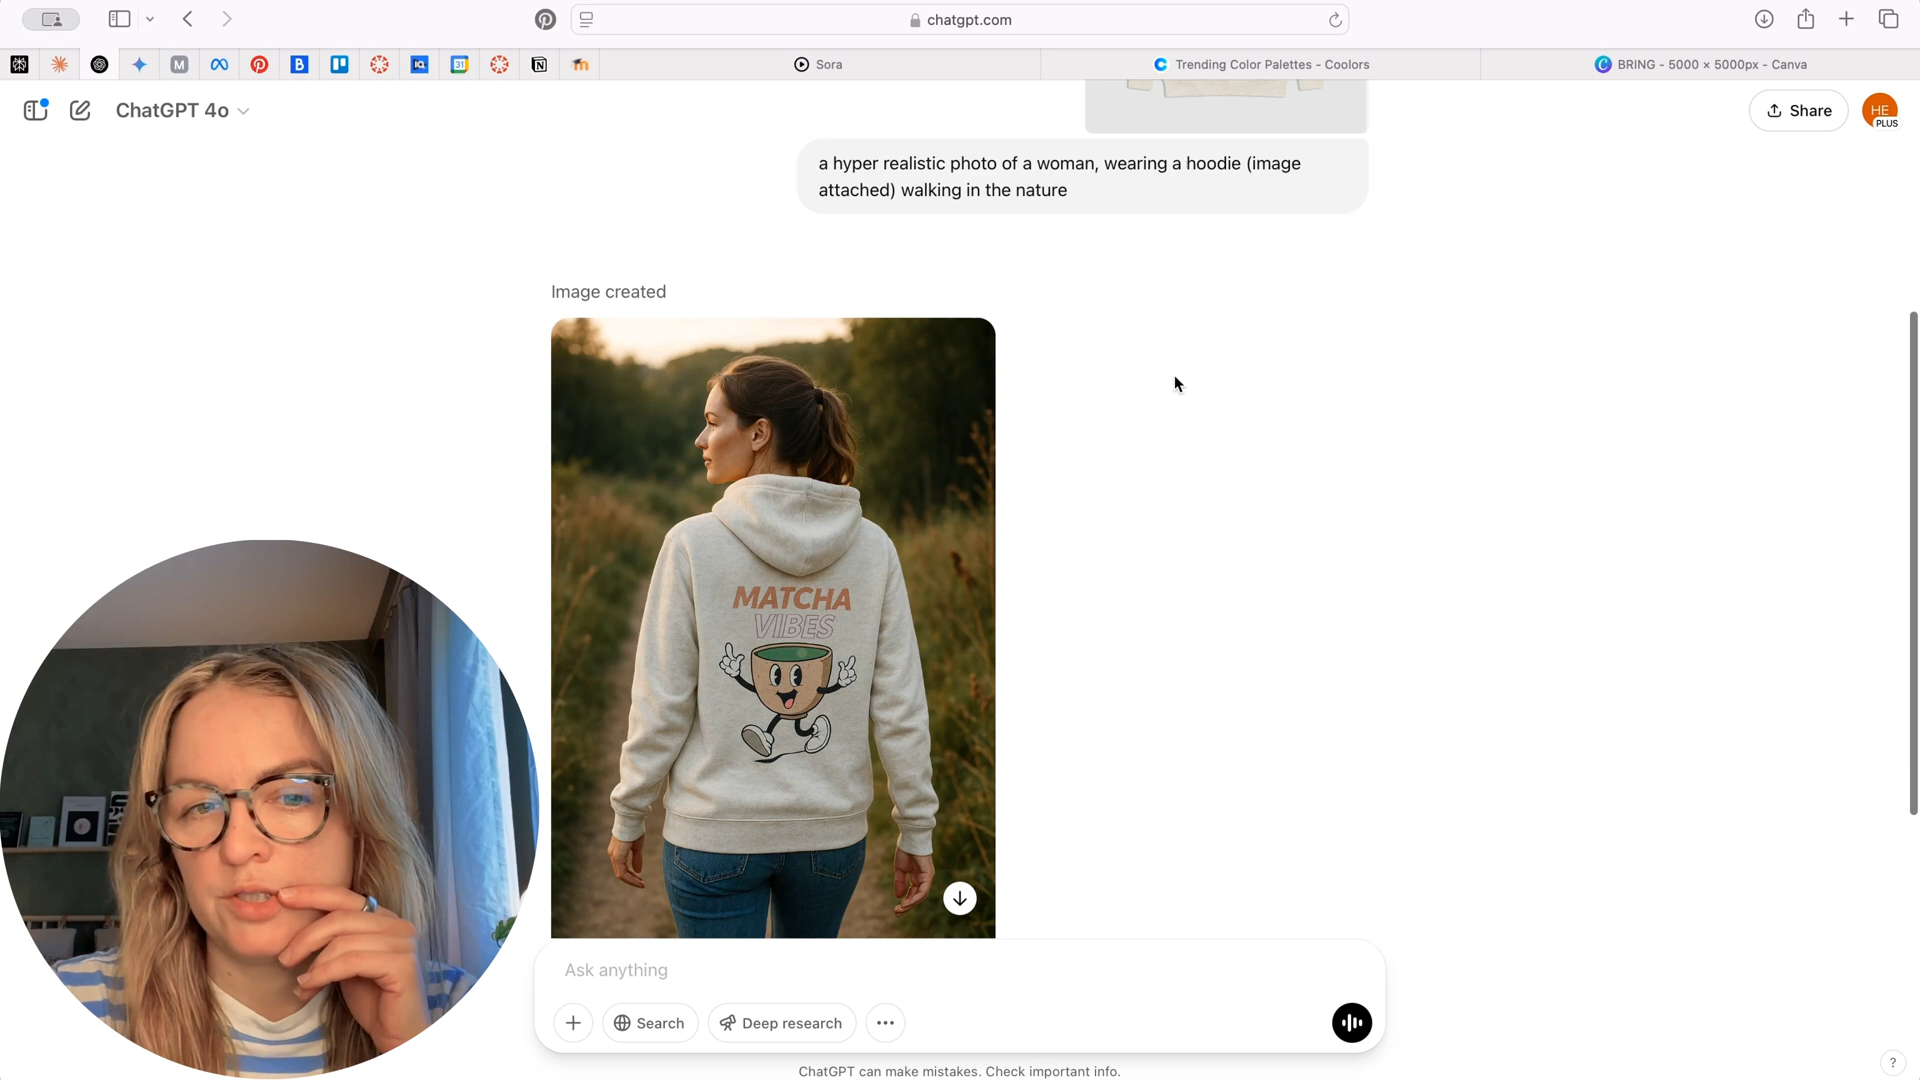 chatgpt.com
Sora
Trending Color Palettes - Coolors
BRING - 5000 × 5000px - Canva
ChatGPT 4o
Share
HE
PLUS
a hyper realistic photo of a woman, wearing a hoodie (image
attached) walking in the nature
Image created
MATCHA
VIBES
Ask anything
Search
Deep research
ChatGPT can make mistakes. Check important info.
?